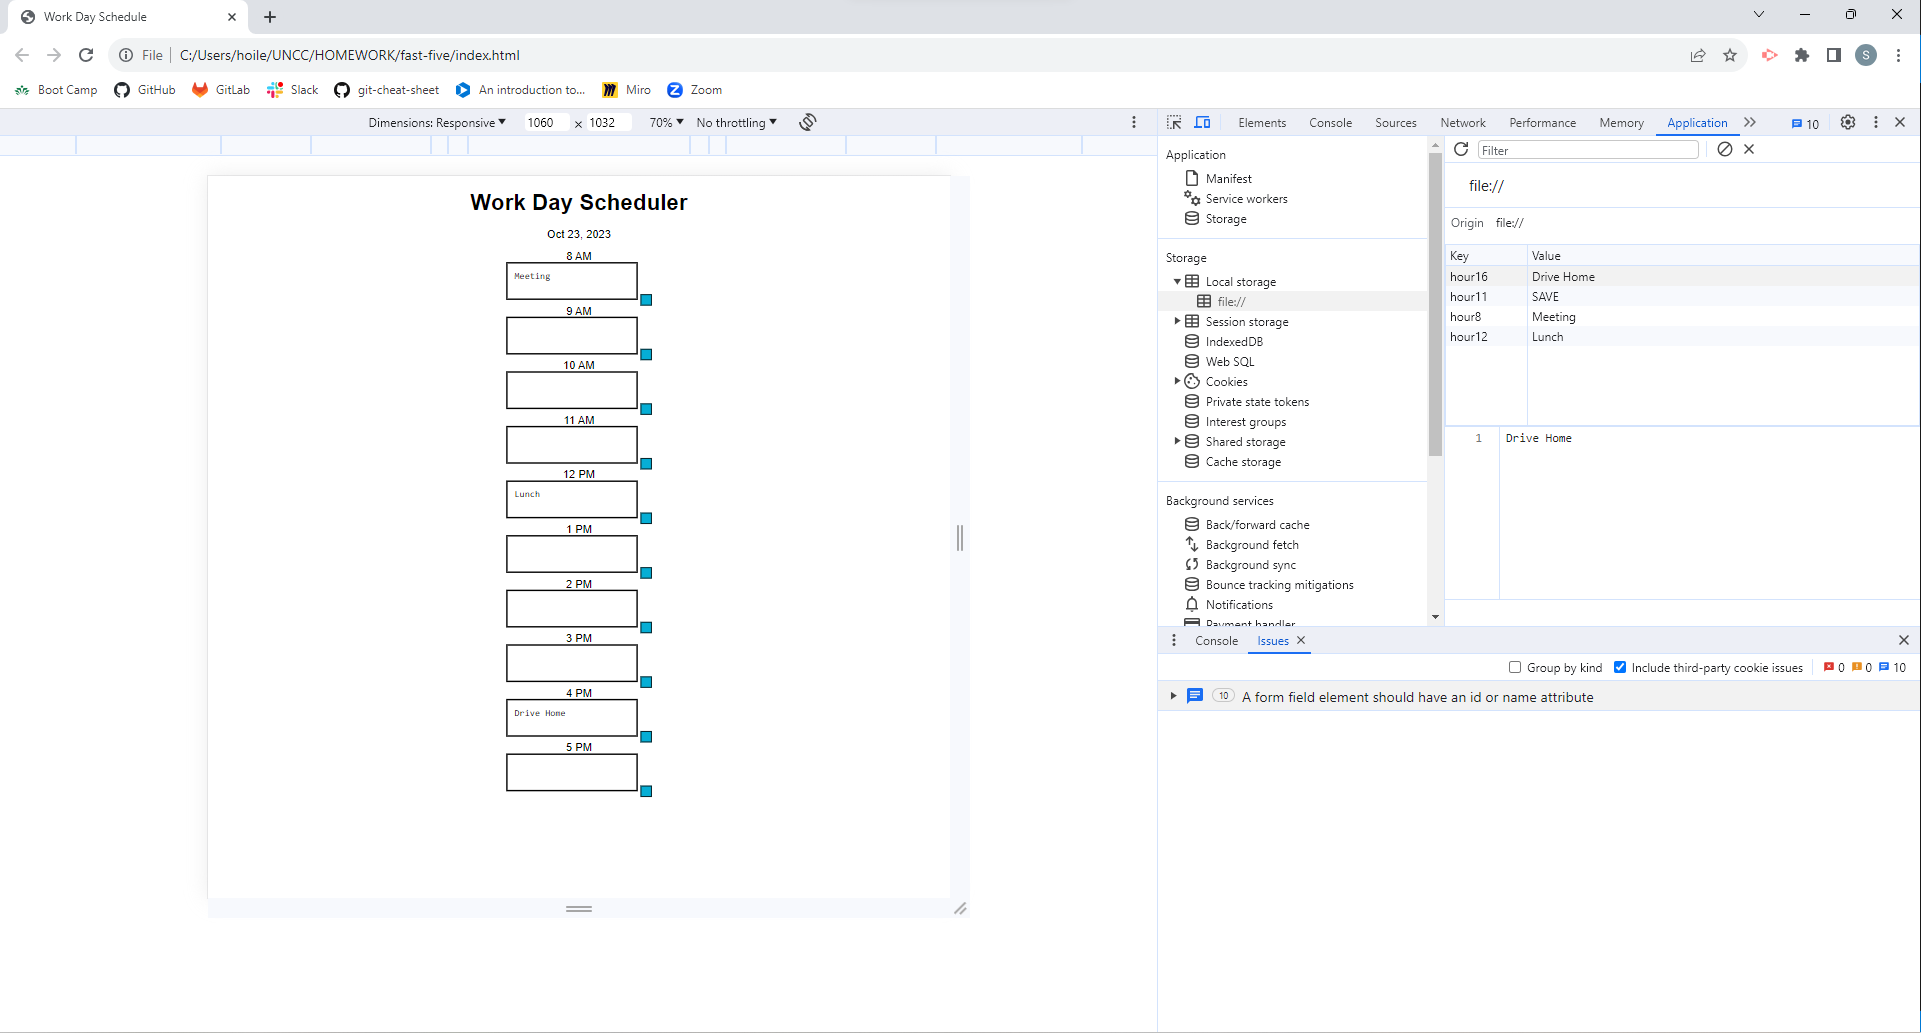 Work Day Schedule
File C:/Users/hoile/UNCC/HOMEWORK/fast-five/index.html
S
Boot Camp GitHub GitLab Slack git-cheat-sheet An introduction to... Miro Zoom
Dimensions: Responsive 1060 x 1032 70% No throttling
Work Day Scheduler
Oct 23, 2023
8 AM
Meeting
9 AM
10 AM
11 AM
12 PM
Lunch
1 PM
2 PM
3 PM
4 PM
Drive Home
5 PM
Elements Console Sources Network Performance Memory Application 10
Application
Manifest
Service workers
Storage
Storage
Local storage
file://
Session storage
IndexedDB
Web SQL
Cookies
Private state tokens
Interest groups
Shared storage
Cache storage
Background services
Back/forward cache
Background fetch
Background sync
Bounce tracking mitigations
Notifications
Payment handler
Filter
file://
Origin file://
Key Value
hour16 Drive Home
hour11 SAVE
hour8 Meeting
hour12 Lunch
1 Drive Home
Console Issues
Group by kind Include third-party cookie issues 0 0 10
10 A form field element should have an id or name attribute